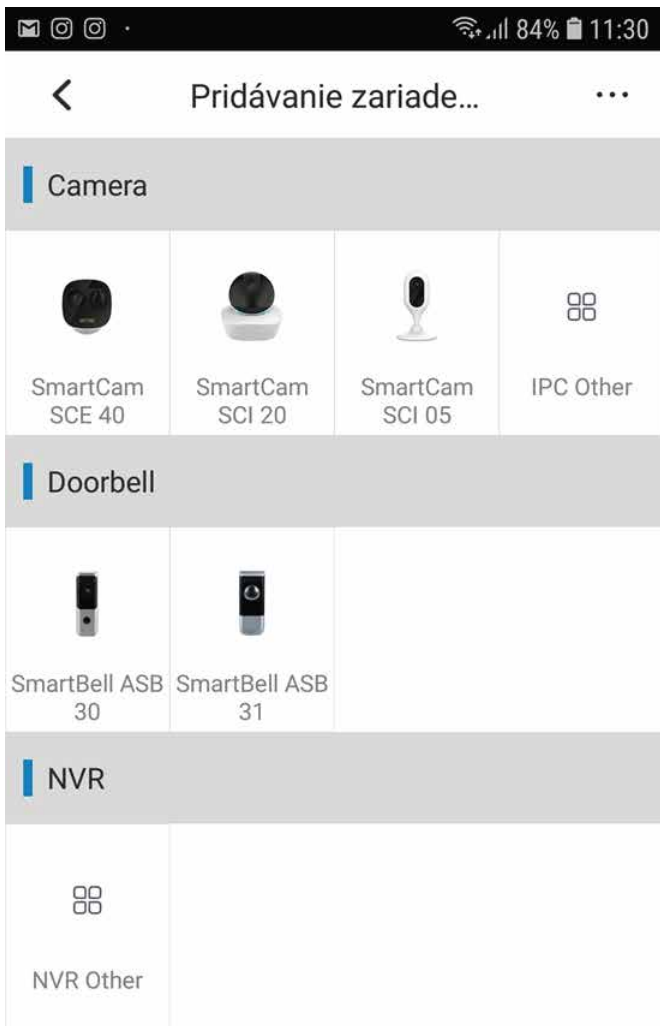 84% 11:30
Pridávanie zariade...
Camera
SmartCam SCE 40
SmartCam SCI 20
SmartCam SCI 05
IPC Other
Doorbell
SmartBell ASB 30
SmartBell ASB 31
NVR
NVR Other